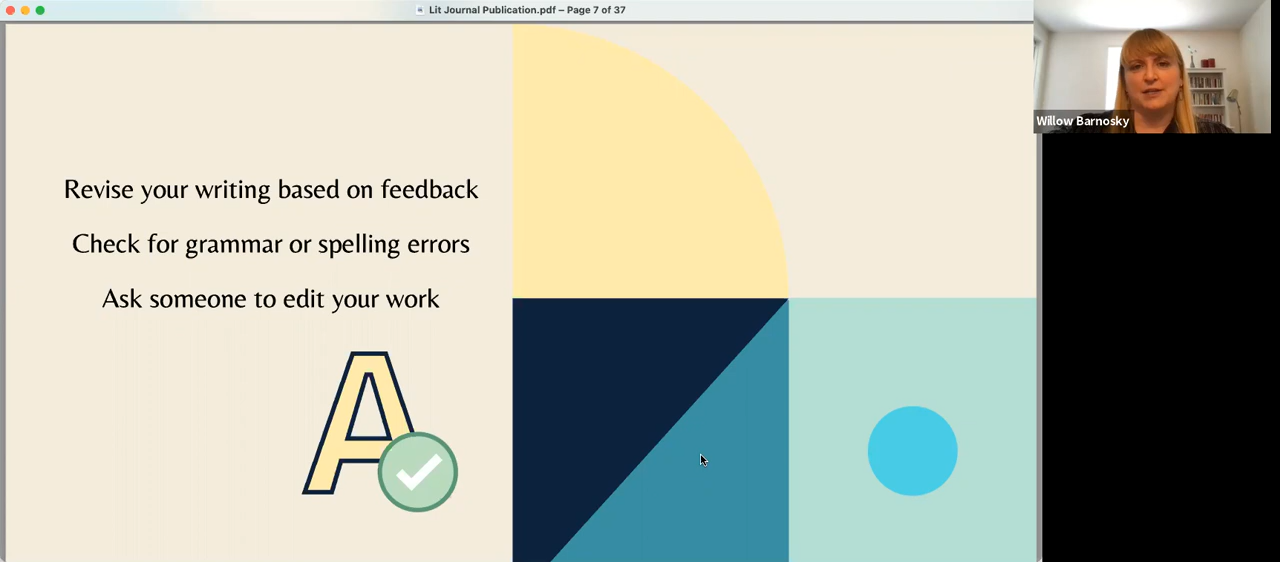 Lit Journal Publication.pdf – Page 7 of 37
Willow Barnosky
Revise your writing based on feedback
Check for grammar or spelling errors
Ask someone to edit your work
A